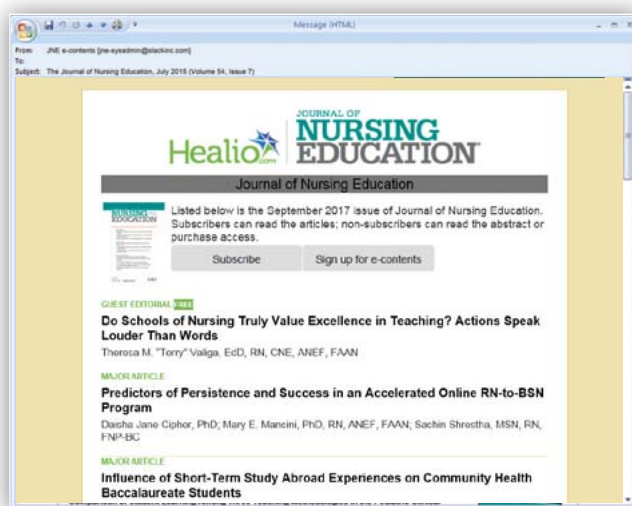 Message (HTML)
From: JNE e-contents [jne-sysadmin@slackinc.com]
To:
Subject: The Journal of Nursing Education, July 2015 (Volume 54, Issue 7)
Healio.com
JOURNAL OF
NURSING
EDUCATION
Journal of Nursing Education
NURSING
EDUCATION
Listed below is the September 2017 issue of Journal of Nursing Education.
Subscribers can read the articles; non-subscribers can read the abstract or
purchase access.
Subscribe Sign up for e-contents
GUEST EDITORIAL FREE
Do Schools of Nursing Truly Value Excellence in Teaching? Actions Speak
Louder Than Words
Theresa M. "Terry" Valiga, EdD, RN, CNE, ANEF, FAAN
MAJOR ARTICLE
Predictors of Persistence and Success in an Accelerated Online RN-to-BSN
Program
Daisha Jane Cipher, PhD; Mary E. Mancini, PhD, RN, ANEF, FAAN; Sachin Shrestha, MSN, RN,
FNP-BC
MAJOR ARTICLE
Influence of Short-Term Study Abroad Experiences on Community Health
Baccalaureate Students